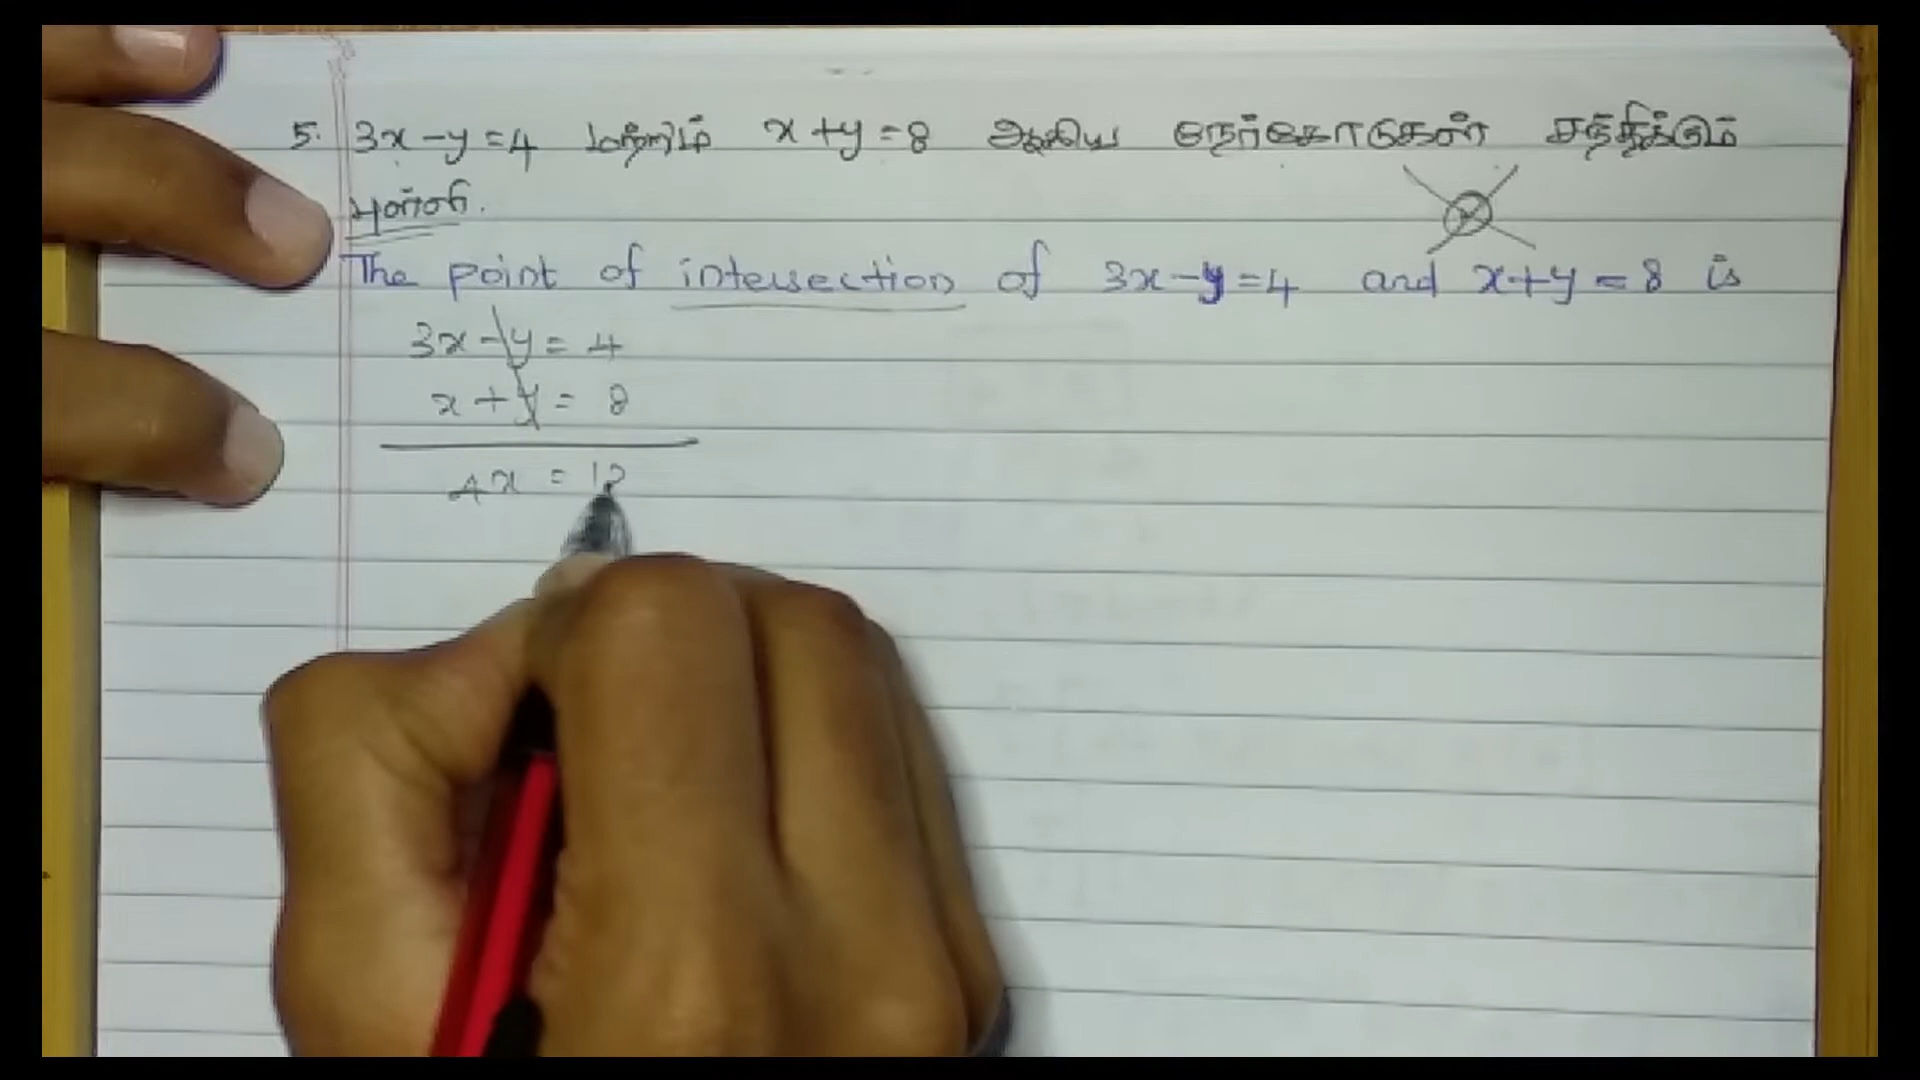 5. 3x-y=4 மற்றும் x+y=8 ஆகிய நேர்கோடுகள் சந்திக்கும்
புள்ளி.
The point of intersection of 3x-y=4 and x+y=8 is
3x-y=4
x+y=8
4x=12